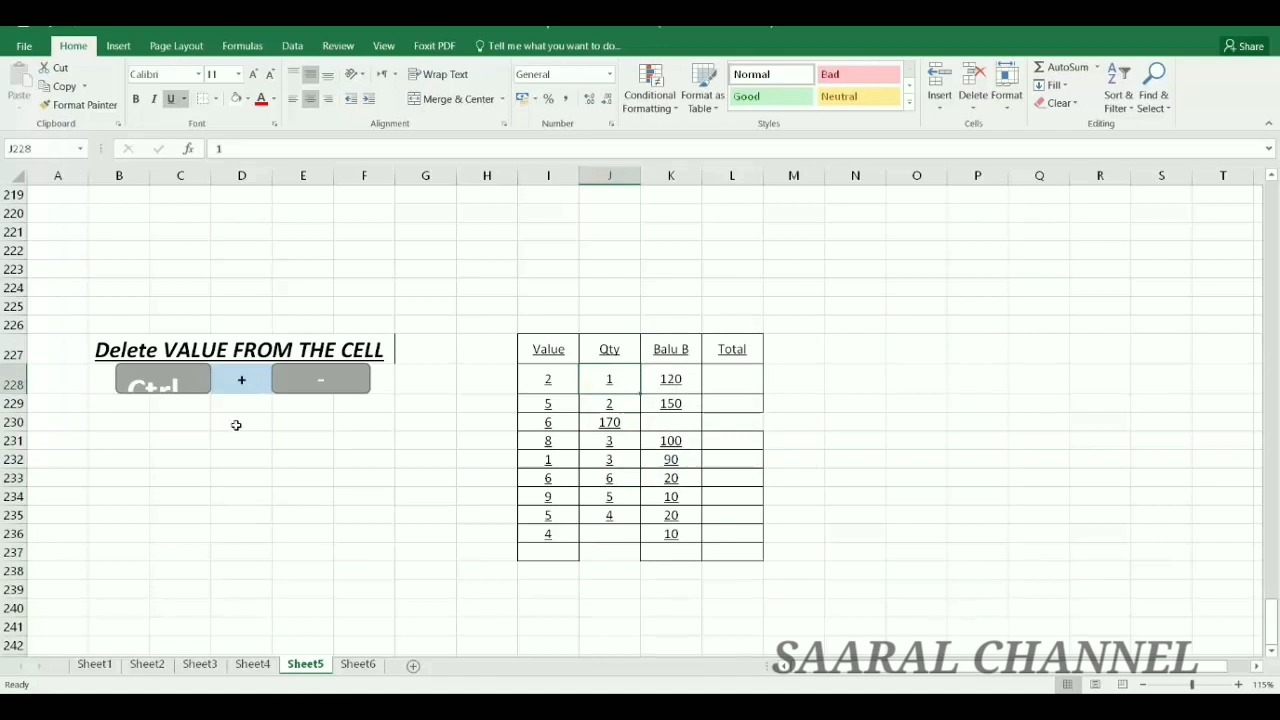 File Home Insert Page Layout Formulas Data Review View Foxit PDF Tell me what you want to do... Share
Paste Cut Copy Format Painter Clipboard
Calibri 11 B I U A Font
Wrap Text Merge & Center Alignment
General % Number
Conditional Formatting Format as Table Normal Bad Good Neutral Styles
Insert Delete Format Cells
AutoSum Fill Clear Sort & Filter Find & Select Editing
J228 fx 1
A B C D E F G H I J K L M N O P Q R S T
219
220
221
222
223
224
225
226
227 Delete VALUE FROM THE CELL Value Qty Balu B Total
228 Ctrl + - 2 1 120
229 5 2 150
230 6 170
231 8 3 100
232 1 3 90
233 6 6 20
234 9 5 10
235 5 4 20
236 4 10
237
238
239
240
241
242
SAARAL CHANNEL
Sheet1 Sheet2 Sheet3 Sheet4 Sheet5 Sheet6
Ready 115%